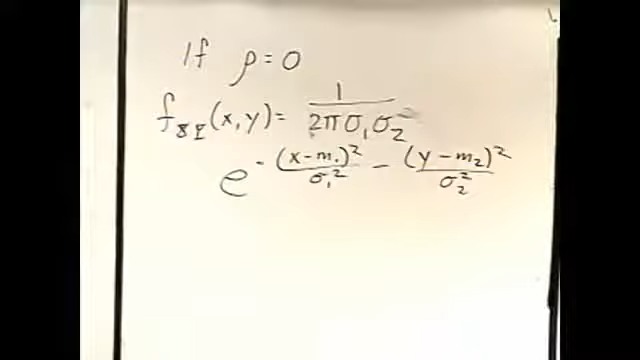 If ρ = 0
f_XY(x,y) = 1/(2πσ₁σ₂)
e^(-(x-m₁)²/σ₁² - (y-m₂)²/σ₂²)